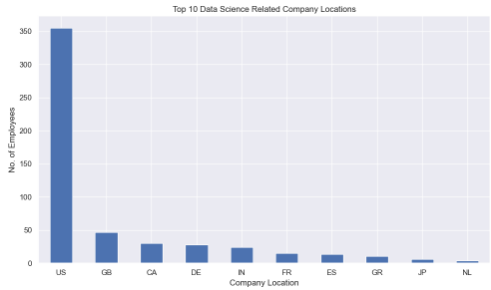 Top 10 Data Science Related Company Locations
No. of Employees
350
300
250
200
150
100
50
0
US GB CA DE IN FR ES GR JP NL
Company Location